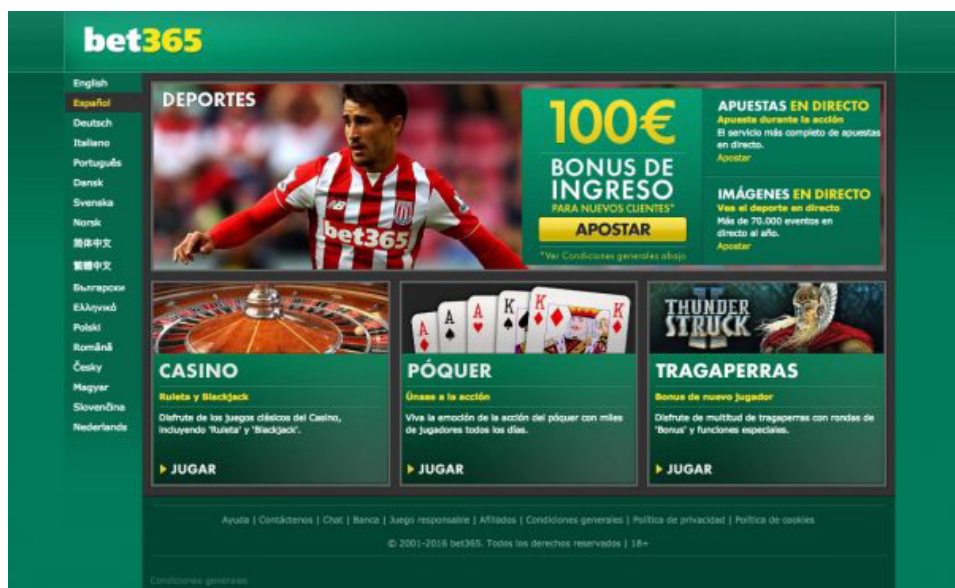 bet365
English
Español
Deutsch
Italiano
Português
Dansk
Svenska
Norsk
简体中文
繁體中文
Български
Ελληνικά
Polski
Română
Česky
Magyar
Slovenčina
Nederlands
DEPORTES
bet365
100€
BONUS DE
INGRESO
PARA NUEVOS CLIENTES*
APOSTAR
*Ver Condiciones generales abajo
APUESTAS EN DIRECTO
Apueste durante la acción
El servicio más completo de apuestas
en directo.
Apostar
IMÁGENES EN DIRECTO
Vea el deporte en directo
Más de 70.000 eventos en
directo al año.
Apostar
CASINO
Ruleta y Blackjack
Disfrute de los juegos clásicos del Casino,
incluyendo 'Ruleta' y 'Blackjack'.
JUGAR
A
A
K
K
K
PÓQUER
Únase a la acción
Viva la emoción de la acción del póquer con miles
de jugadores todos los días.
JUGAR
THUNDER
STRUCK
II
TRAGAPERRAS
Bonus de nuevo jugador
Disfrute de multitud de tragaperras con rondas de
'Bonus' y funciones especiales.
JUGAR
Ayuda | Contáctenos | Chat | Banca | Juego responsable | Afiliados | Condiciones generales | Política de privacidad | Política de cookies
© 2001-2016 bet365. Todos los derechos reservados | 18+
Condiciones generales